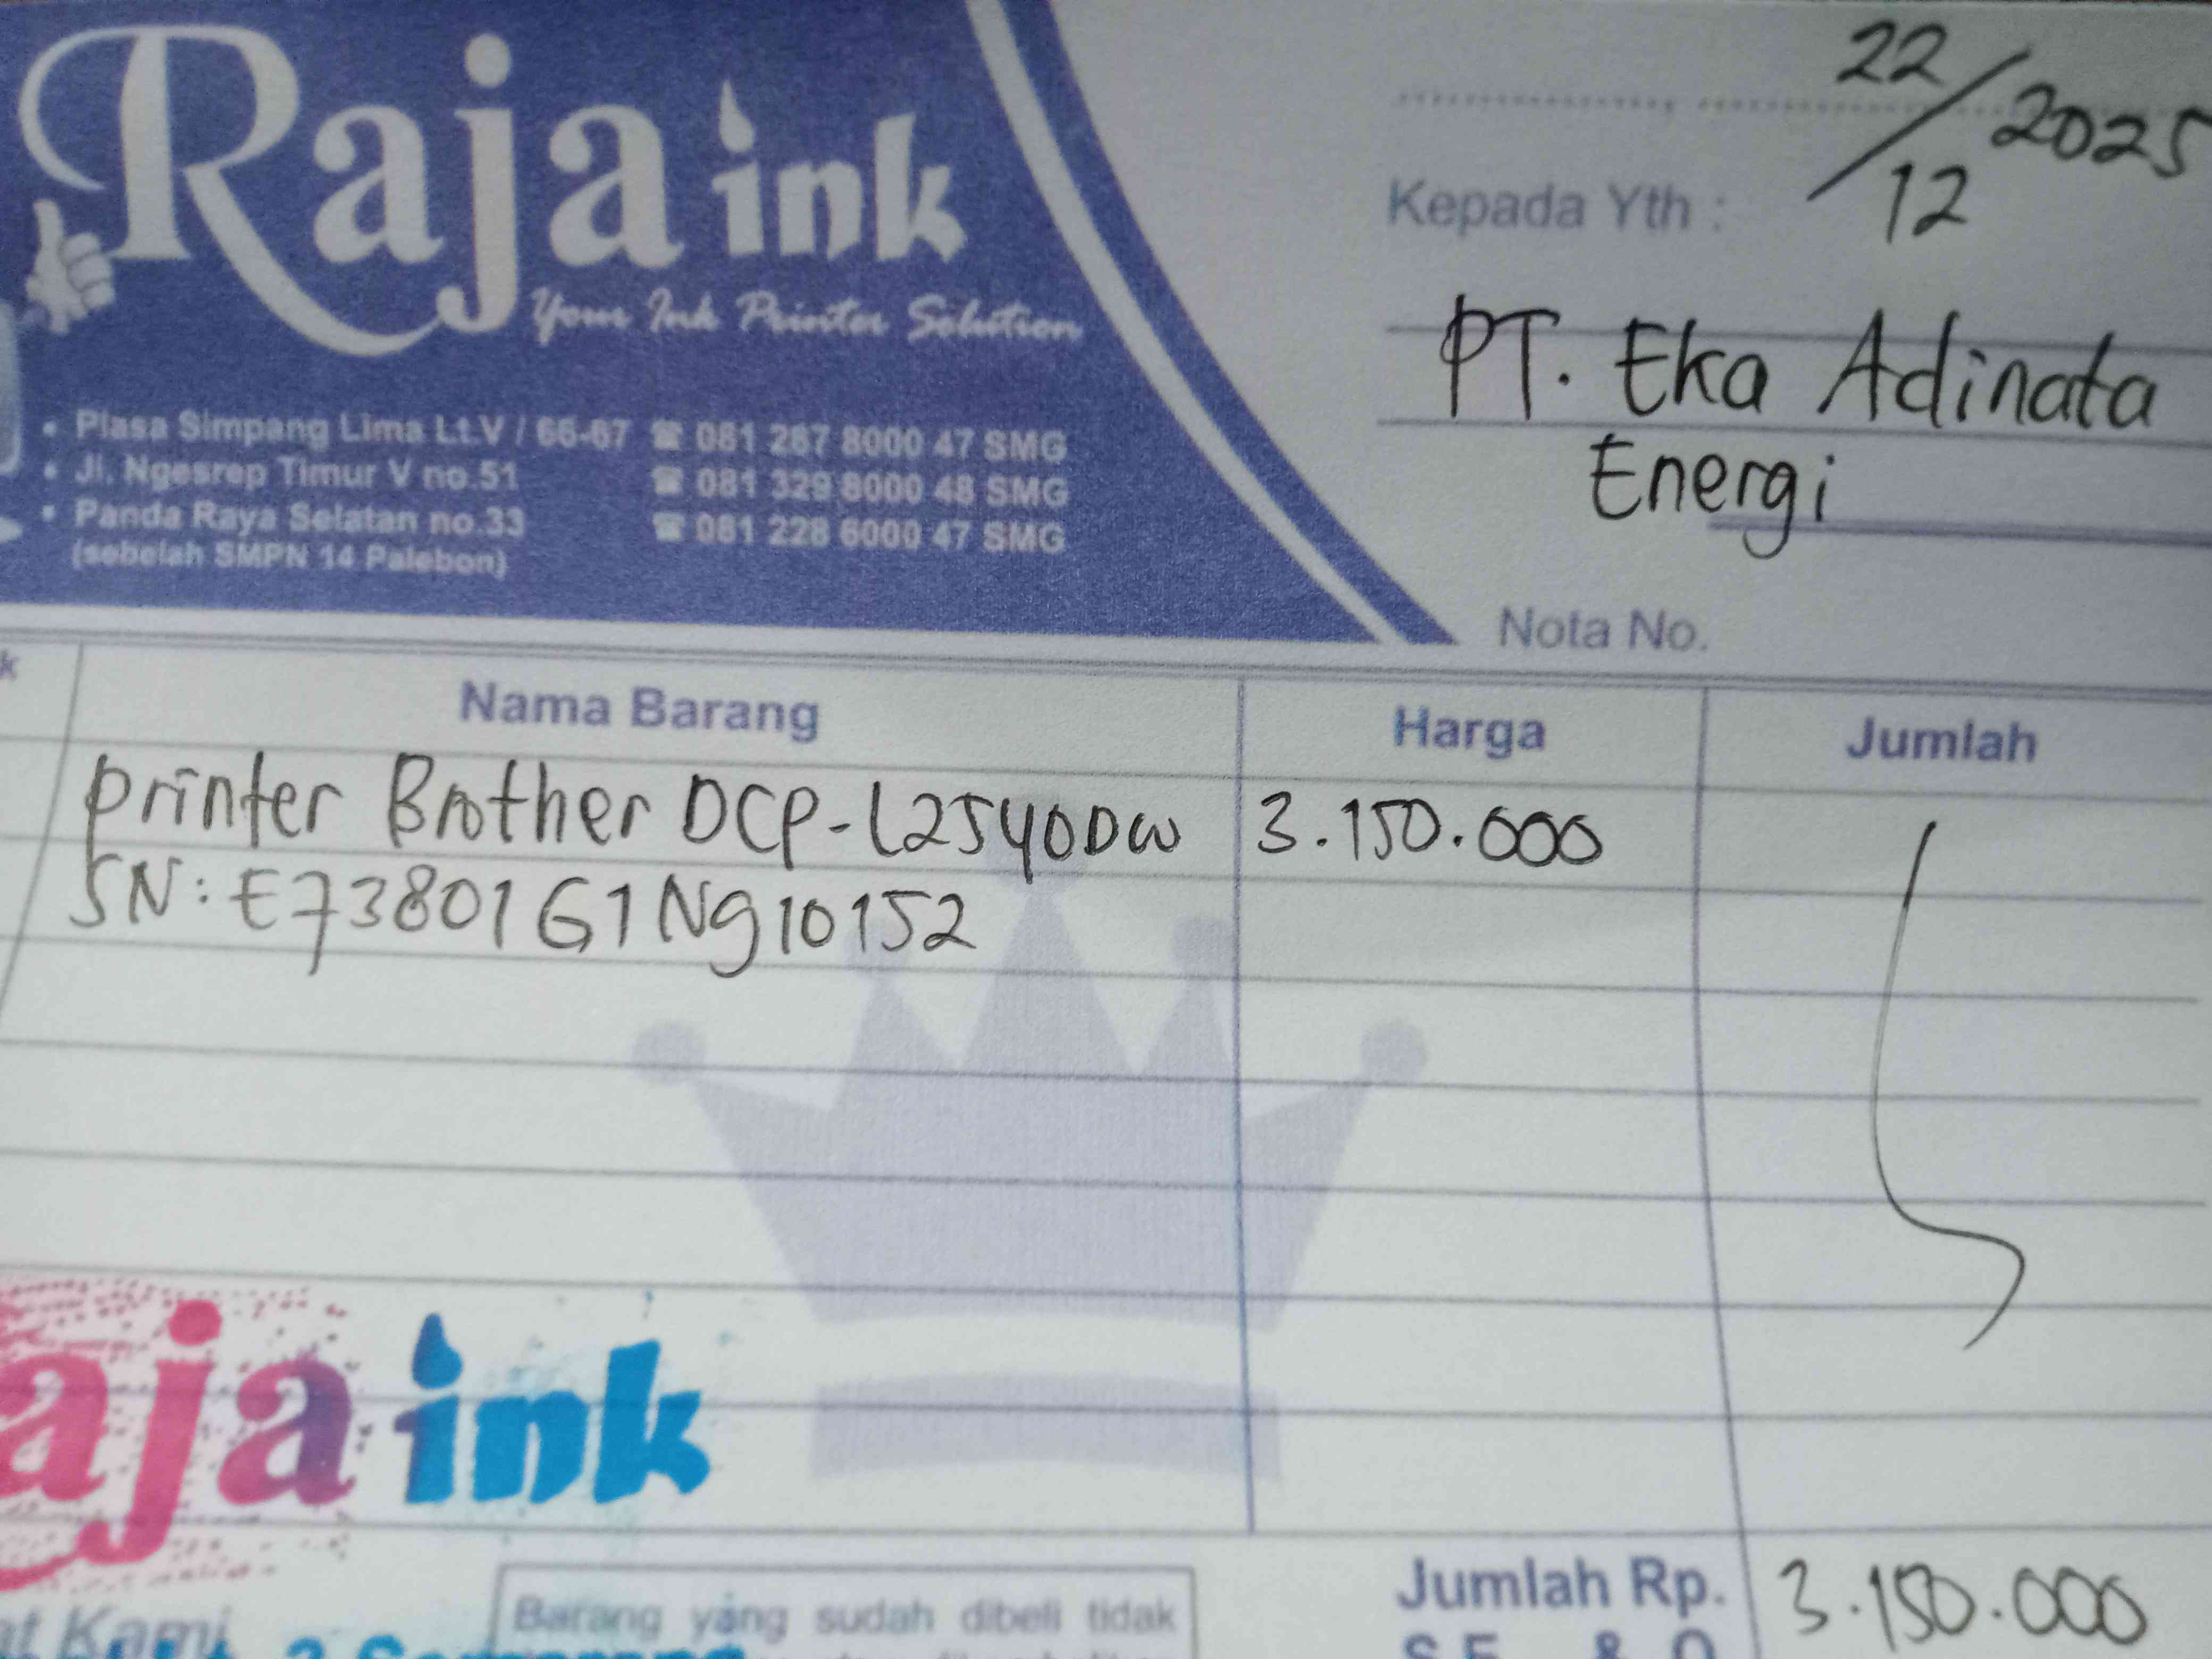 Raja ink
Your Ink Printer Solution
• Plasa Simpang Lima Lt.V / 66-67 ☎ 081 287 8000 47 SMG
• Jl. Ngesrep Timur V no.51 ☎ 081 329 8000 48 SMG
• Panda Raya Selatan no.33 ☎ 081 228 6000 47 SMG
(sebelah SMPN 14 Palebon)
22/12 2025
Kepada Yth :
PT. Eka Adinata
Energi
Nota No.
Nama Barang Harga Jumlah
printer Brother DCP-L2540DW 3.150.000
SN: E73801G1N910152
aja ink
Kami
Semarang
Barang yang sudah dibeli tidak
Jumlah Rp. 3.150.000